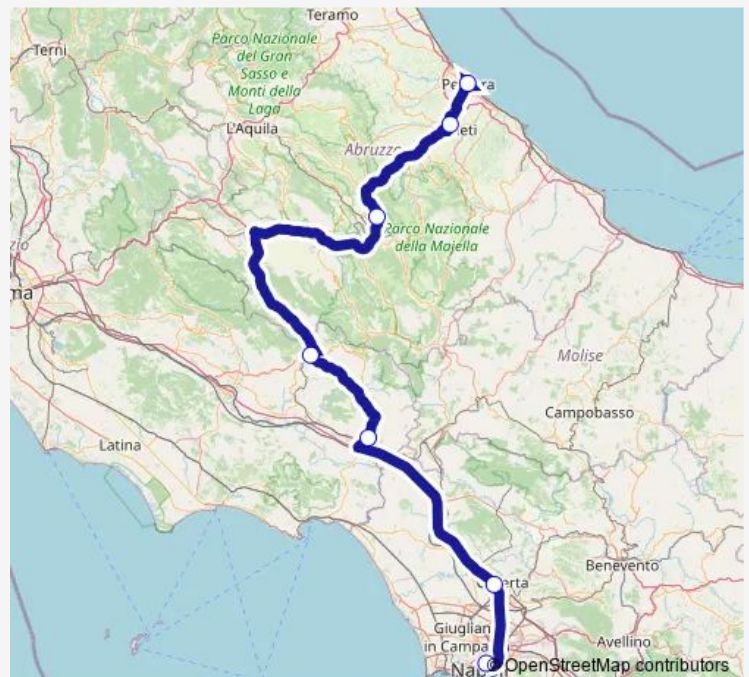 Teramo
Terni
Parco Nazionale
del Gran
Sasso e
Monti della
Laga
L'Aquila
Abruzzo
Parco Nazionale
della Majella
Molise
Campobasso
Latina
Benevento
Giuglian
in Campa
Avellino
© OpenStreetMap contributors